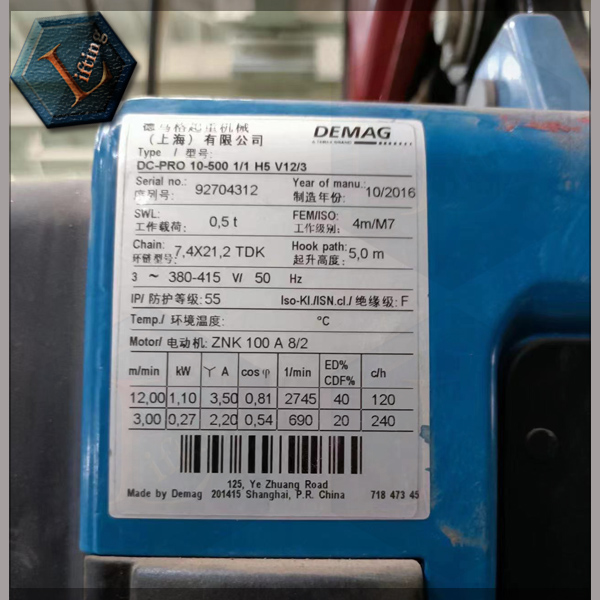 Lifting
德马格起重机械
（上海）有限公司
DEMAG
Type / 型号:
DC-PRO 10-500 1/1 H5 V12/3
Serial no.: 92704312 Year of manu.: 10/2016
序列号: 制造年份:
SWL: 0,5 t FEM/ISO: 4m/M7
工作载荷: 工作级别:
Chain: 7,4X21,2 TDK Hook path: 5,0 m
环链型号: 起升高度:
3 ~ 380-415 V/ 50 Hz
IP/ 防护等级: 55 Iso-Kl./ISN.cl./ 绝缘级: F
Temp./ 环境温度: °C
Motor/ 电动机: ZNK 100 A 8/2
m/min kW Y A cos φ 1/min ED% CDF% c/h
12,00 1,10 3,50 0,81 2745 40 120
3,00 0,27 2,20 0,54 690 20 240
125, Ye Zhuang Road
Made by Demag 201415 Shanghai, P.R. China 718 473 45